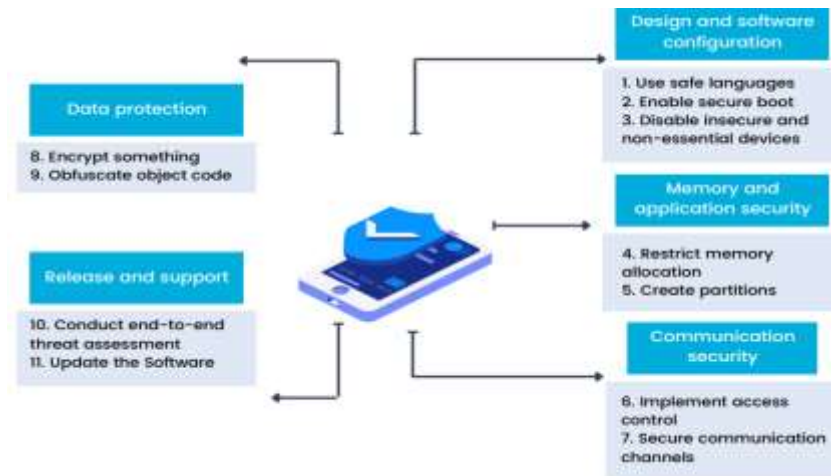 Design and software
configuration
1. Use safe languages
2. Enable secure boot
3. Disable insecure and
non-essential devices
Memory and
application security
4. Restrict memory
allocation
5. Create partitions
Communication
security
6. Implement access
control
7. Secure communication
channels
Data protection
8. Encrypt something
9. Obfuscate object code
Release and support
10. Conduct end-to-end
threat assessment
11. Update the Software